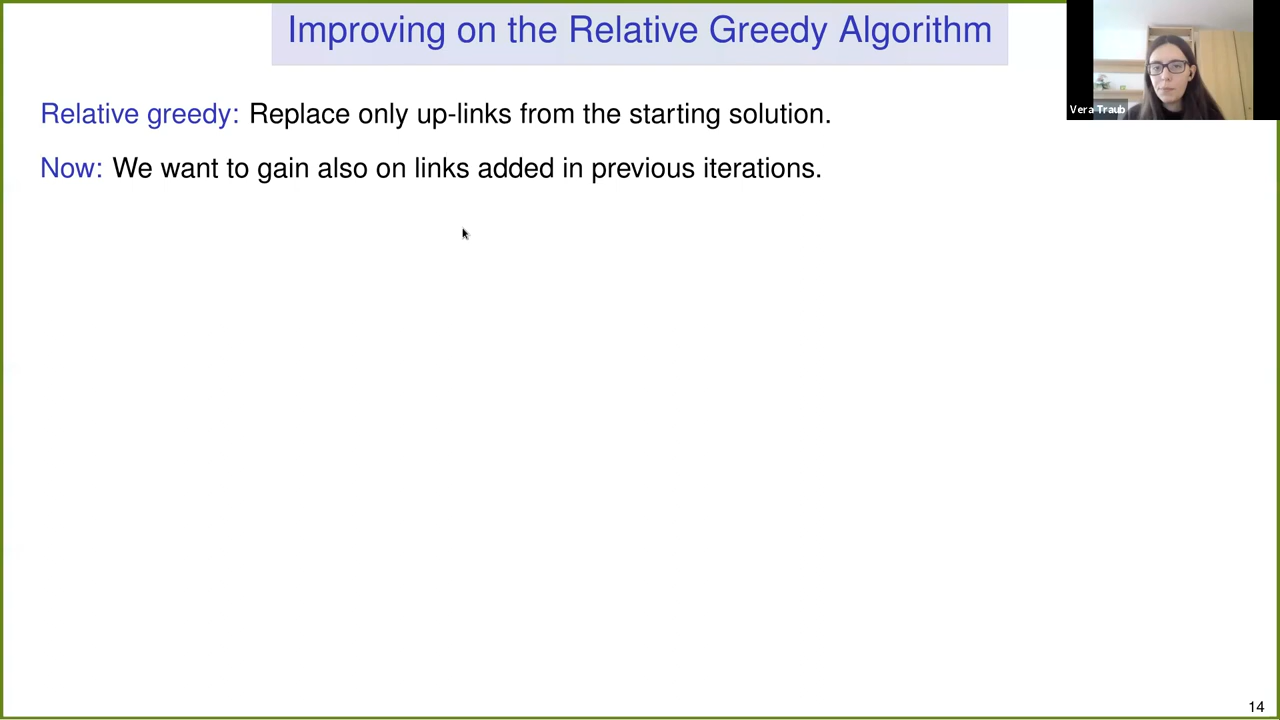 Improving on the Relative Greedy Algorithm
Vera Traub
Relative greedy: Replace only up-links from the starting solution.
Now: We want to gain also on links added in previous iterations.
14